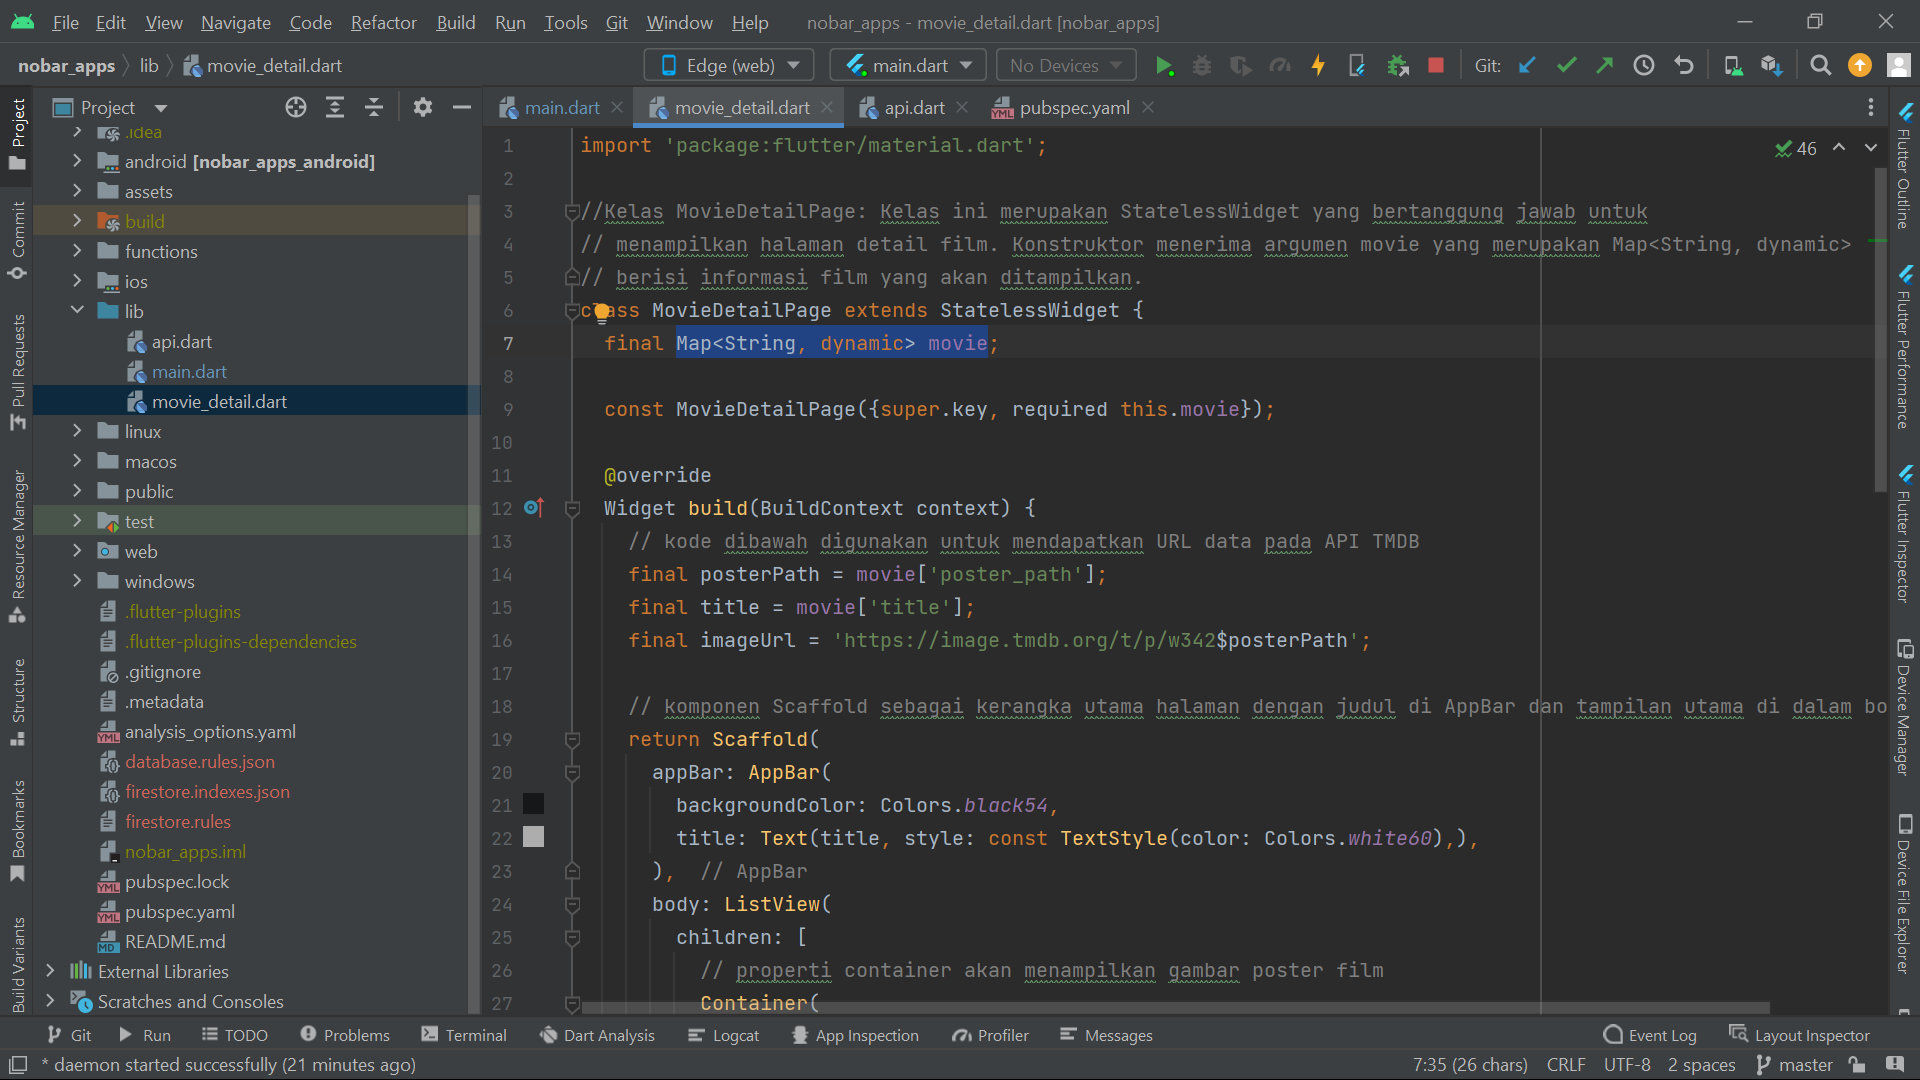 File Edit View Navigate Code Refactor Build Run Tools Git Window Help nobar_apps - movie_detail.dart [nobar_apps]
nobar_apps lib movie_detail.dart Edge (web) main.dart No Devices Git:
Project
main.dart movie_detail.dart api.dart pubspec.yaml
.idea
android [nobar_apps_android]
assets
build
functions
ios
lib
api.dart
main.dart
movie_detail.dart
linux
macos
public
test
web
windows
.flutter-plugins
.flutter-plugins-dependencies
.gitignore
.metadata
analysis_options.yaml
database.rules.json
firestore.indexes.json
firestore.rules
nobar_apps.iml
pubspec.lock
pubspec.yaml
README.md
External Libraries
Scratches and Consoles
Project
Commit
Pull Requests
Resource Manager
Structure
Bookmarks
Build Variants
46
1 import 'package:flutter/material.dart';
2
3 //Kelas MovieDetailPage: Kelas ini merupakan StatelessWidget yang bertanggung jawab untuk
4 // menampilkan halaman detail film. Konstruktor menerima argumen movie yang merupakan Map<String, dynamic>
5 // berisi informasi film yang akan ditampilkan.
6 class MovieDetailPage extends StatelessWidget {
7 final Map<String, dynamic> movie;
8
9 const MovieDetailPage({super.key, required this.movie});
10
11 @override
12 Widget build(BuildContext context) {
13 // kode dibawah digunakan untuk mendapatkan URL data pada API TMDB
14 final posterPath = movie['poster_path'];
15 final title = movie['title'];
16 final imageUrl = 'https://image.tmdb.org/t/p/w342$posterPath';
17
18 // komponen Scaffold sebagai kerangka utama halaman dengan judul di AppBar dan tampilan utama di dalam bo
19 return Scaffold(
20 appBar: AppBar(
21 backgroundColor: Colors.black54,
22 title: Text(title, style: const TextStyle(color: Colors.white60),),
23 ), // AppBar
24 body: ListView(
25 children: [
26 // properti container akan menampilkan gambar poster film
27 Container(
Flutter Outline
Flutter Performance
Flutter Inspector
Device Manager
Device File Explorer
Git Run TODO Problems Terminal Dart Analysis Logcat App Inspection Profiler Messages Event Log Layout Inspector
* daemon started successfully (21 minutes ago) 7:35 (26 chars) CRLF UTF-8 2 spaces master